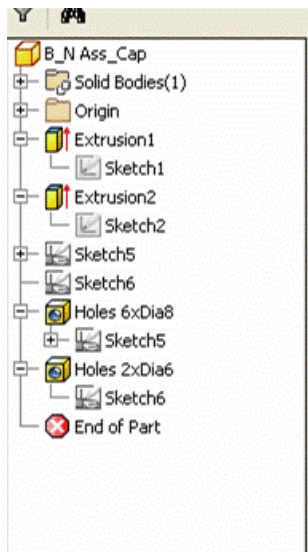 B_N Ass_Cap
Solid Bodies(1)
Origin
Extrusion1
Sketch1
Extrusion2
Sketch2
Sketch5
Sketch6
Holes 6xDia8
Sketch5
Holes 2xDia6
Sketch6
End of Part